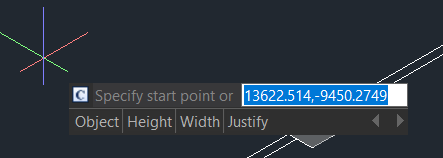 C Specify start point or 13622.514,-9450.2749
Object Height Width Justify